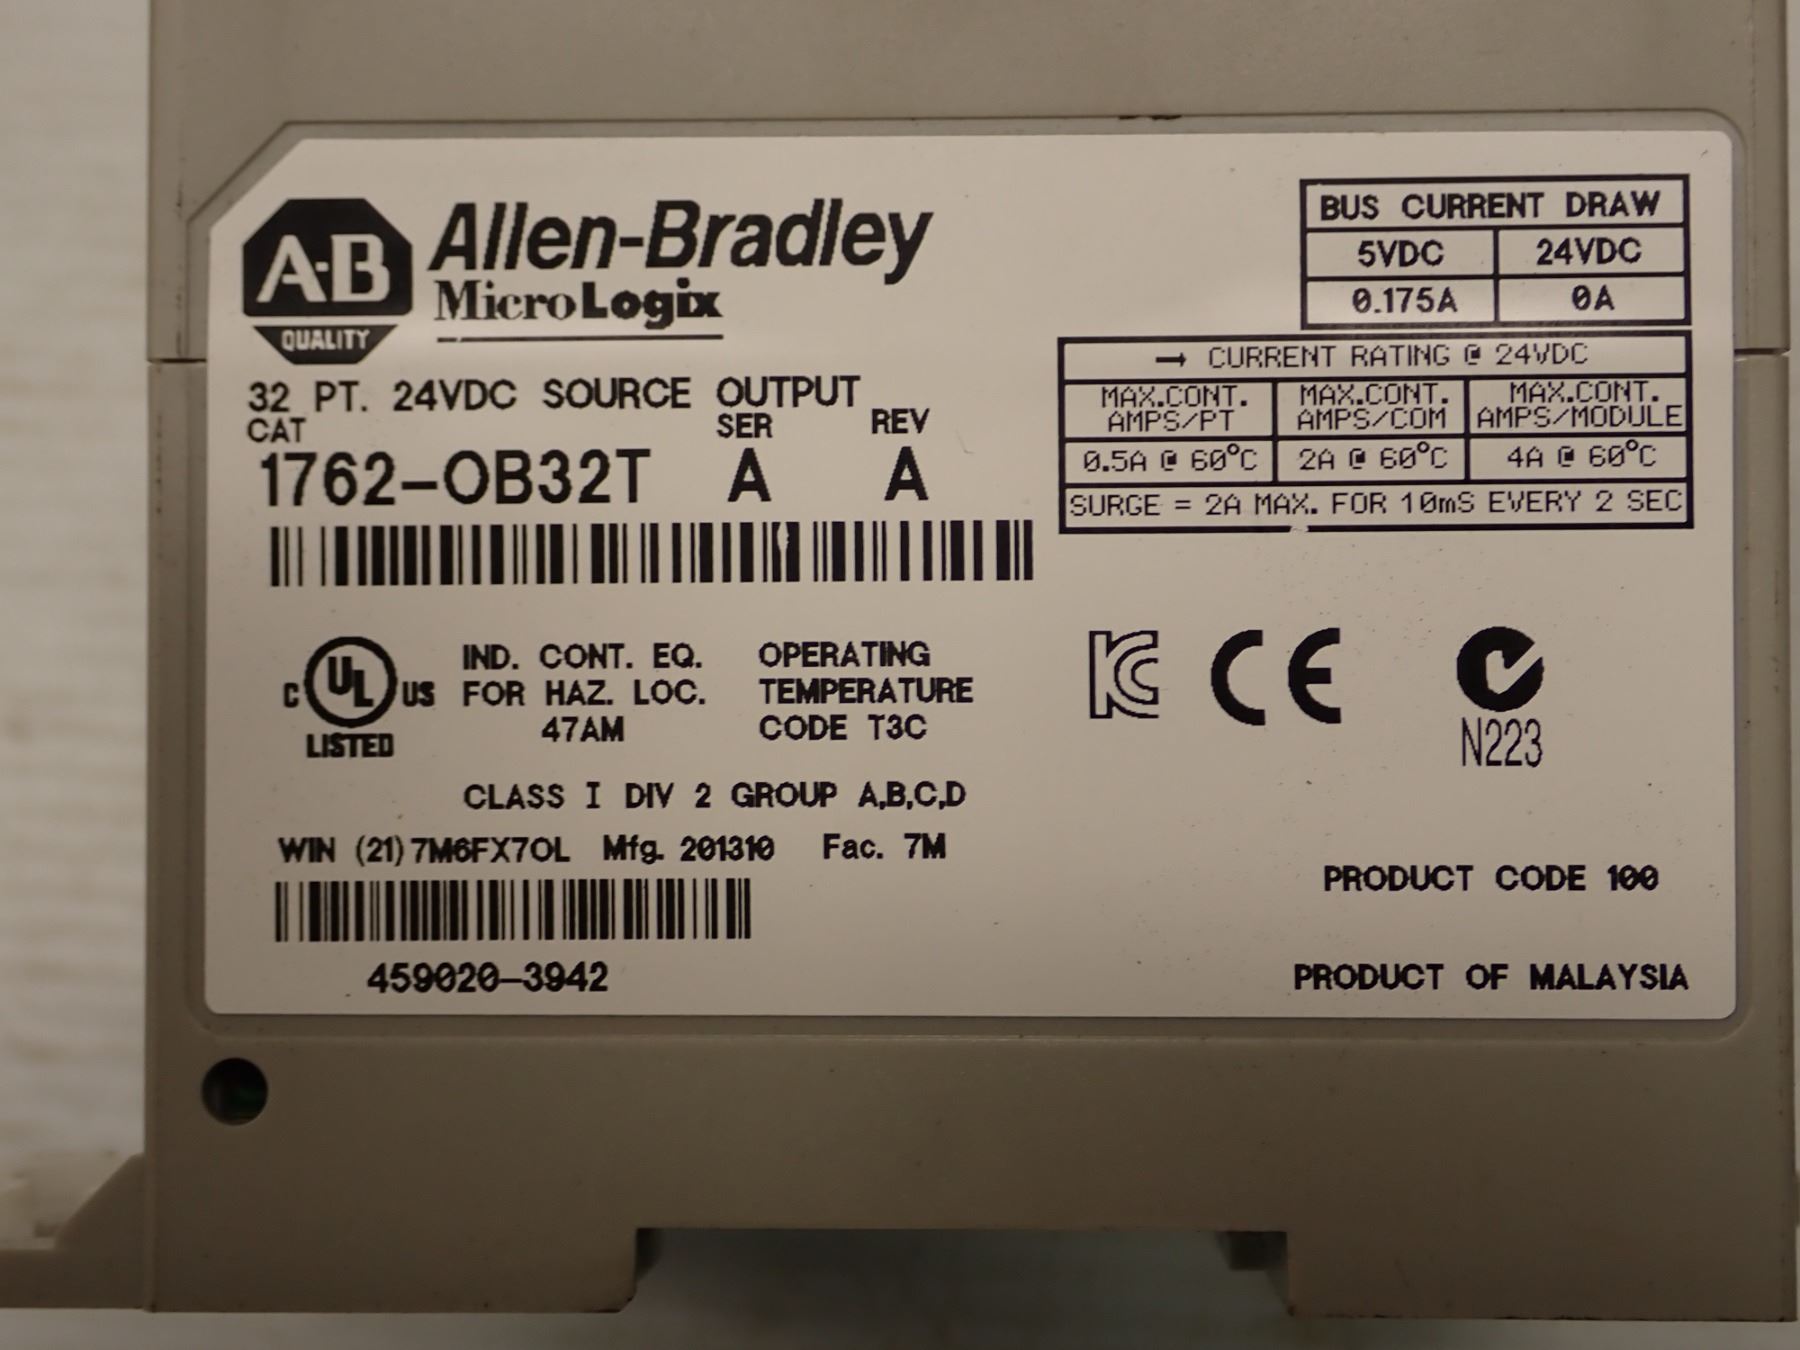 A-B
QUALITY
Allen-Bradley
MicroLogix
32 PT. 24VDC SOURCE OUTPUT
CAT SER REV
1762-OB32T A A
BUS CURRENT DRAW
5VDC 24VDC
0.175A 0A
→ CURRENT RATING @ 24VDC
MAX.CONT. MAX.CONT. MAX.CONT.
AMPS/PT AMPS/COM AMPS/MODULE
0.5A @ 60°C 2A @ 60°C 4A @ 60°C
SURGE = 2A MAX. FOR 10mS EVERY 2 SEC
C UL US
LISTED
IND. CONT. EQ.
FOR HAZ. LOC.
47AM
OPERATING
TEMPERATURE
CODE T3C
KC CE
N223
CLASS I DIV 2 GROUP A,B,C,D
WIN (21) 7M6FX7OL Mfg. 201310 Fac. 7M
459020-3942
PRODUCT CODE 100
PRODUCT OF MALAYSIA